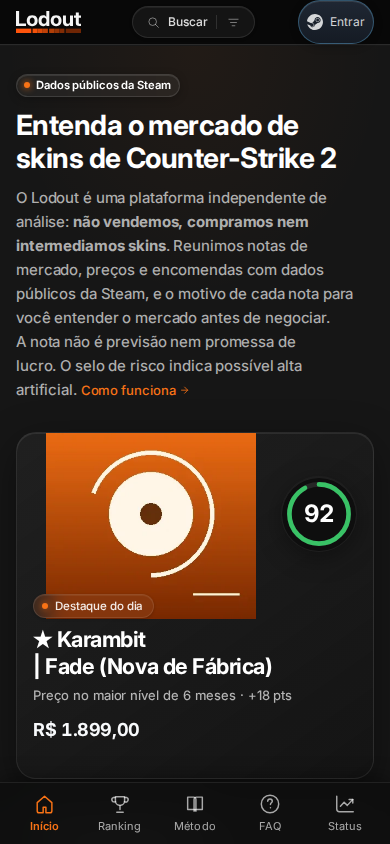 Lodout
Buscar
Entrar
Dados públicos da Steam
Entenda o mercado de
skins de Counter-Strike 2
O Lodout é uma plataforma independente de
análise: não vendemos, compramos nem
intermediamos skins. Reunimos notas de
mercado, preços e encomendas com dados
públicos da Steam, e o motivo de cada nota para
você entender o mercado antes de negociar.
A nota não é previsão nem promessa de
lucro. O selo de risco indica possível alta
artificial. Como funciona →
92
Destaque do dia
★ Karambit
| Fade (Nova de Fábrica)
Preço no maior nível de 6 meses · +18 pts
R$ 1.899,00
Início
Ranking
Método
FAQ
Status